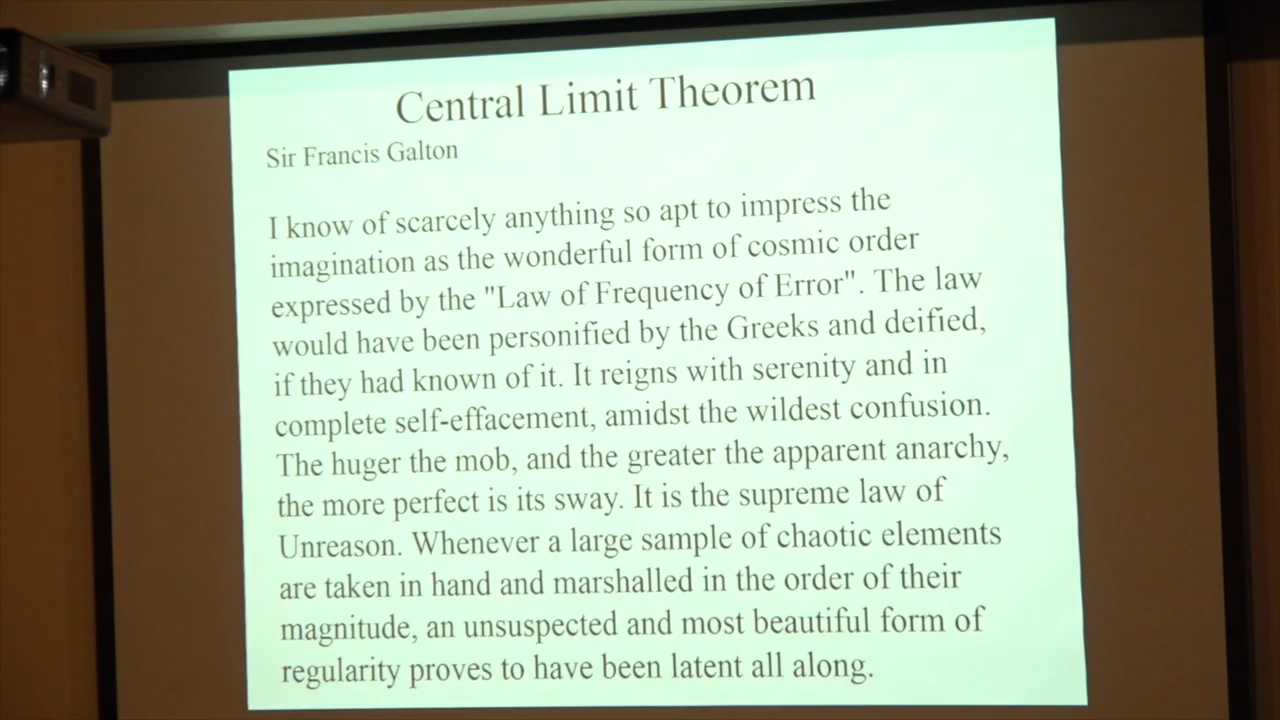 Central Limit Theorem
Sir Francis Galton
I know of scarcely anything so apt to impress the
imagination as the wonderful form of cosmic order
expressed by the "Law of Frequency of Error". The law
would have been personified by the Greeks and deified,
if they had known of it. It reigns with serenity and in
complete self-effacement, amidst the wildest confusion.
The huger the mob, and the greater the apparent anarchy,
the more perfect is its sway. It is the supreme law of
Unreason. Whenever a large sample of chaotic elements
are taken in hand and marshalled in the order of their
magnitude, an unsuspected and most beautiful form of
regularity proves to have been latent all along.